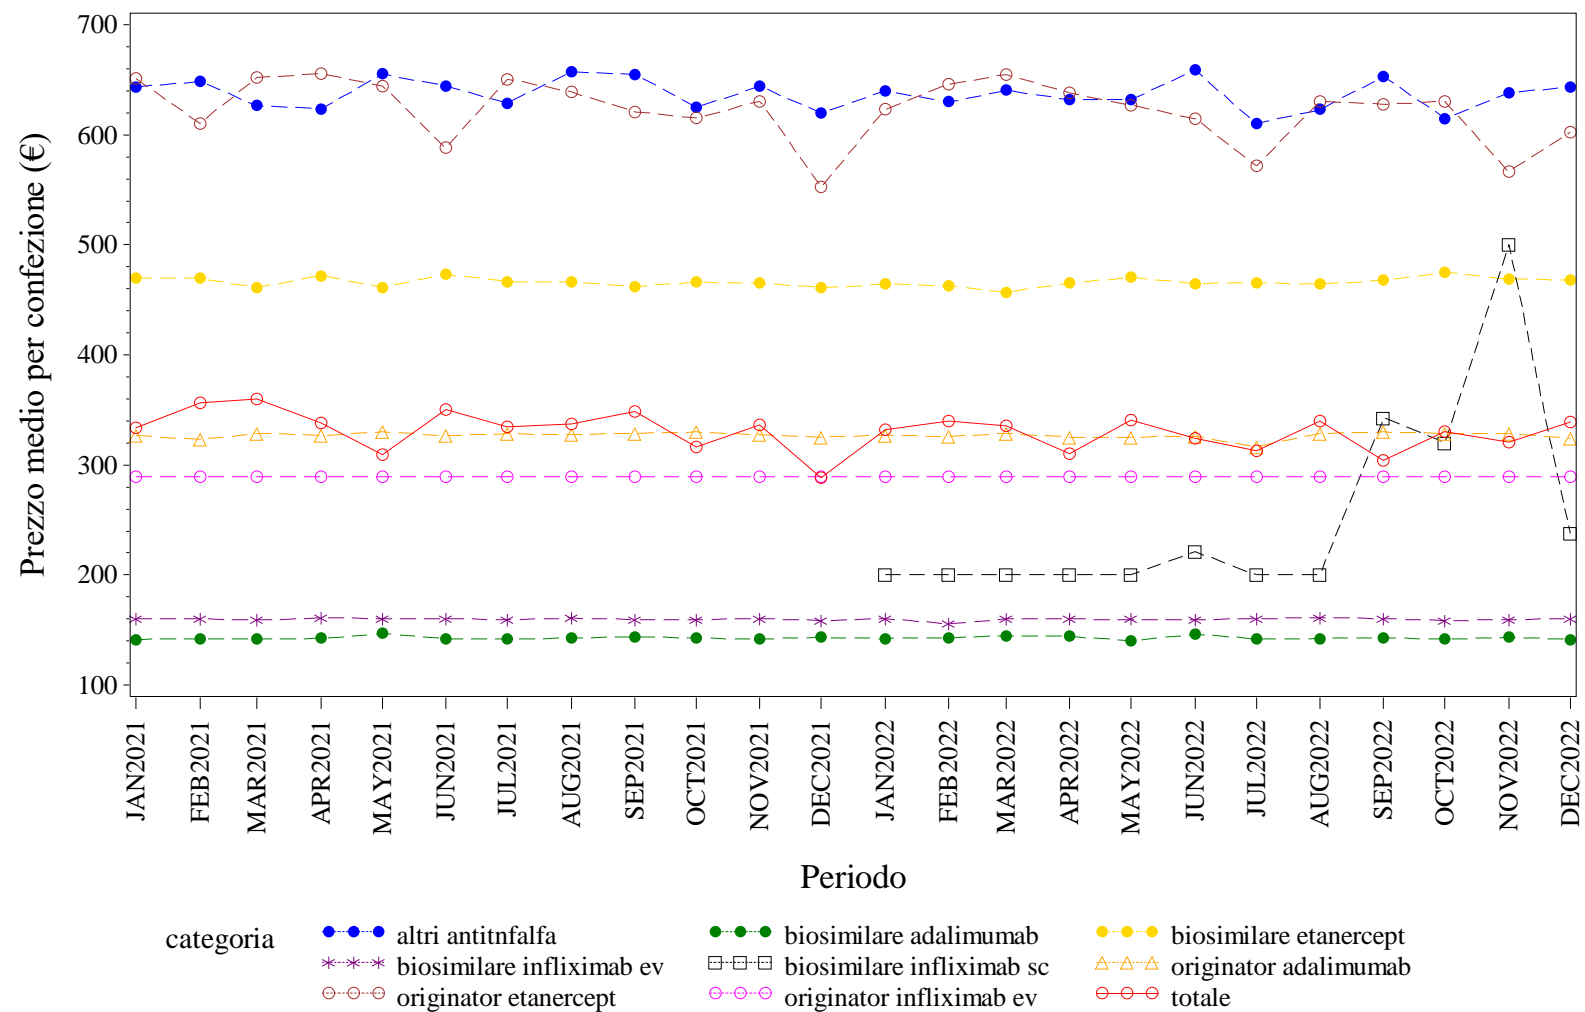 700
600
500
400
300
200
100
Prezzo medio per confezione (€)
JAN2021
FEB2021
MAR2021
APR2021
MAY2021
JUN2021
JUL2021
AUG2021
SEP2021
OCT2021
NOV2021
DEC2021
JAN2022
FEB2022
MAR2022
APR2022
MAY2022
JUN2022
JUL2022
AUG2022
SEP2022
OCT2022
NOV2022
DEC2022
Periodo
categoria
altri antitnfalfa
biosimilare adalimumab
biosimilare etanercept
biosimilare infliximab ev
biosimilare infliximab sc
originator adalimumab
originator etanercept
originator infliximab ev
totale